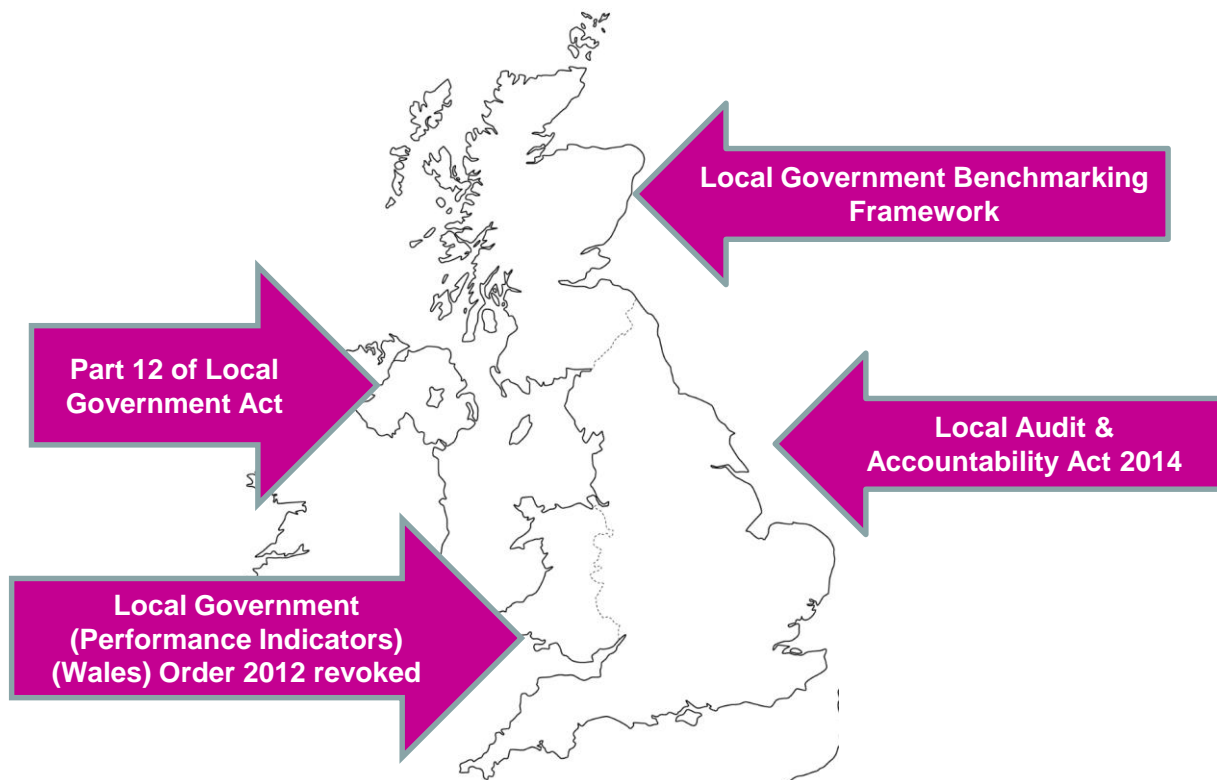 Local Government Benchmarking
Framework
Part 12 of Local
Government Act
Local Audit &
Accountability Act 2014
Local Government
(Performance Indicators)
(Wales) Order 2012 revoked